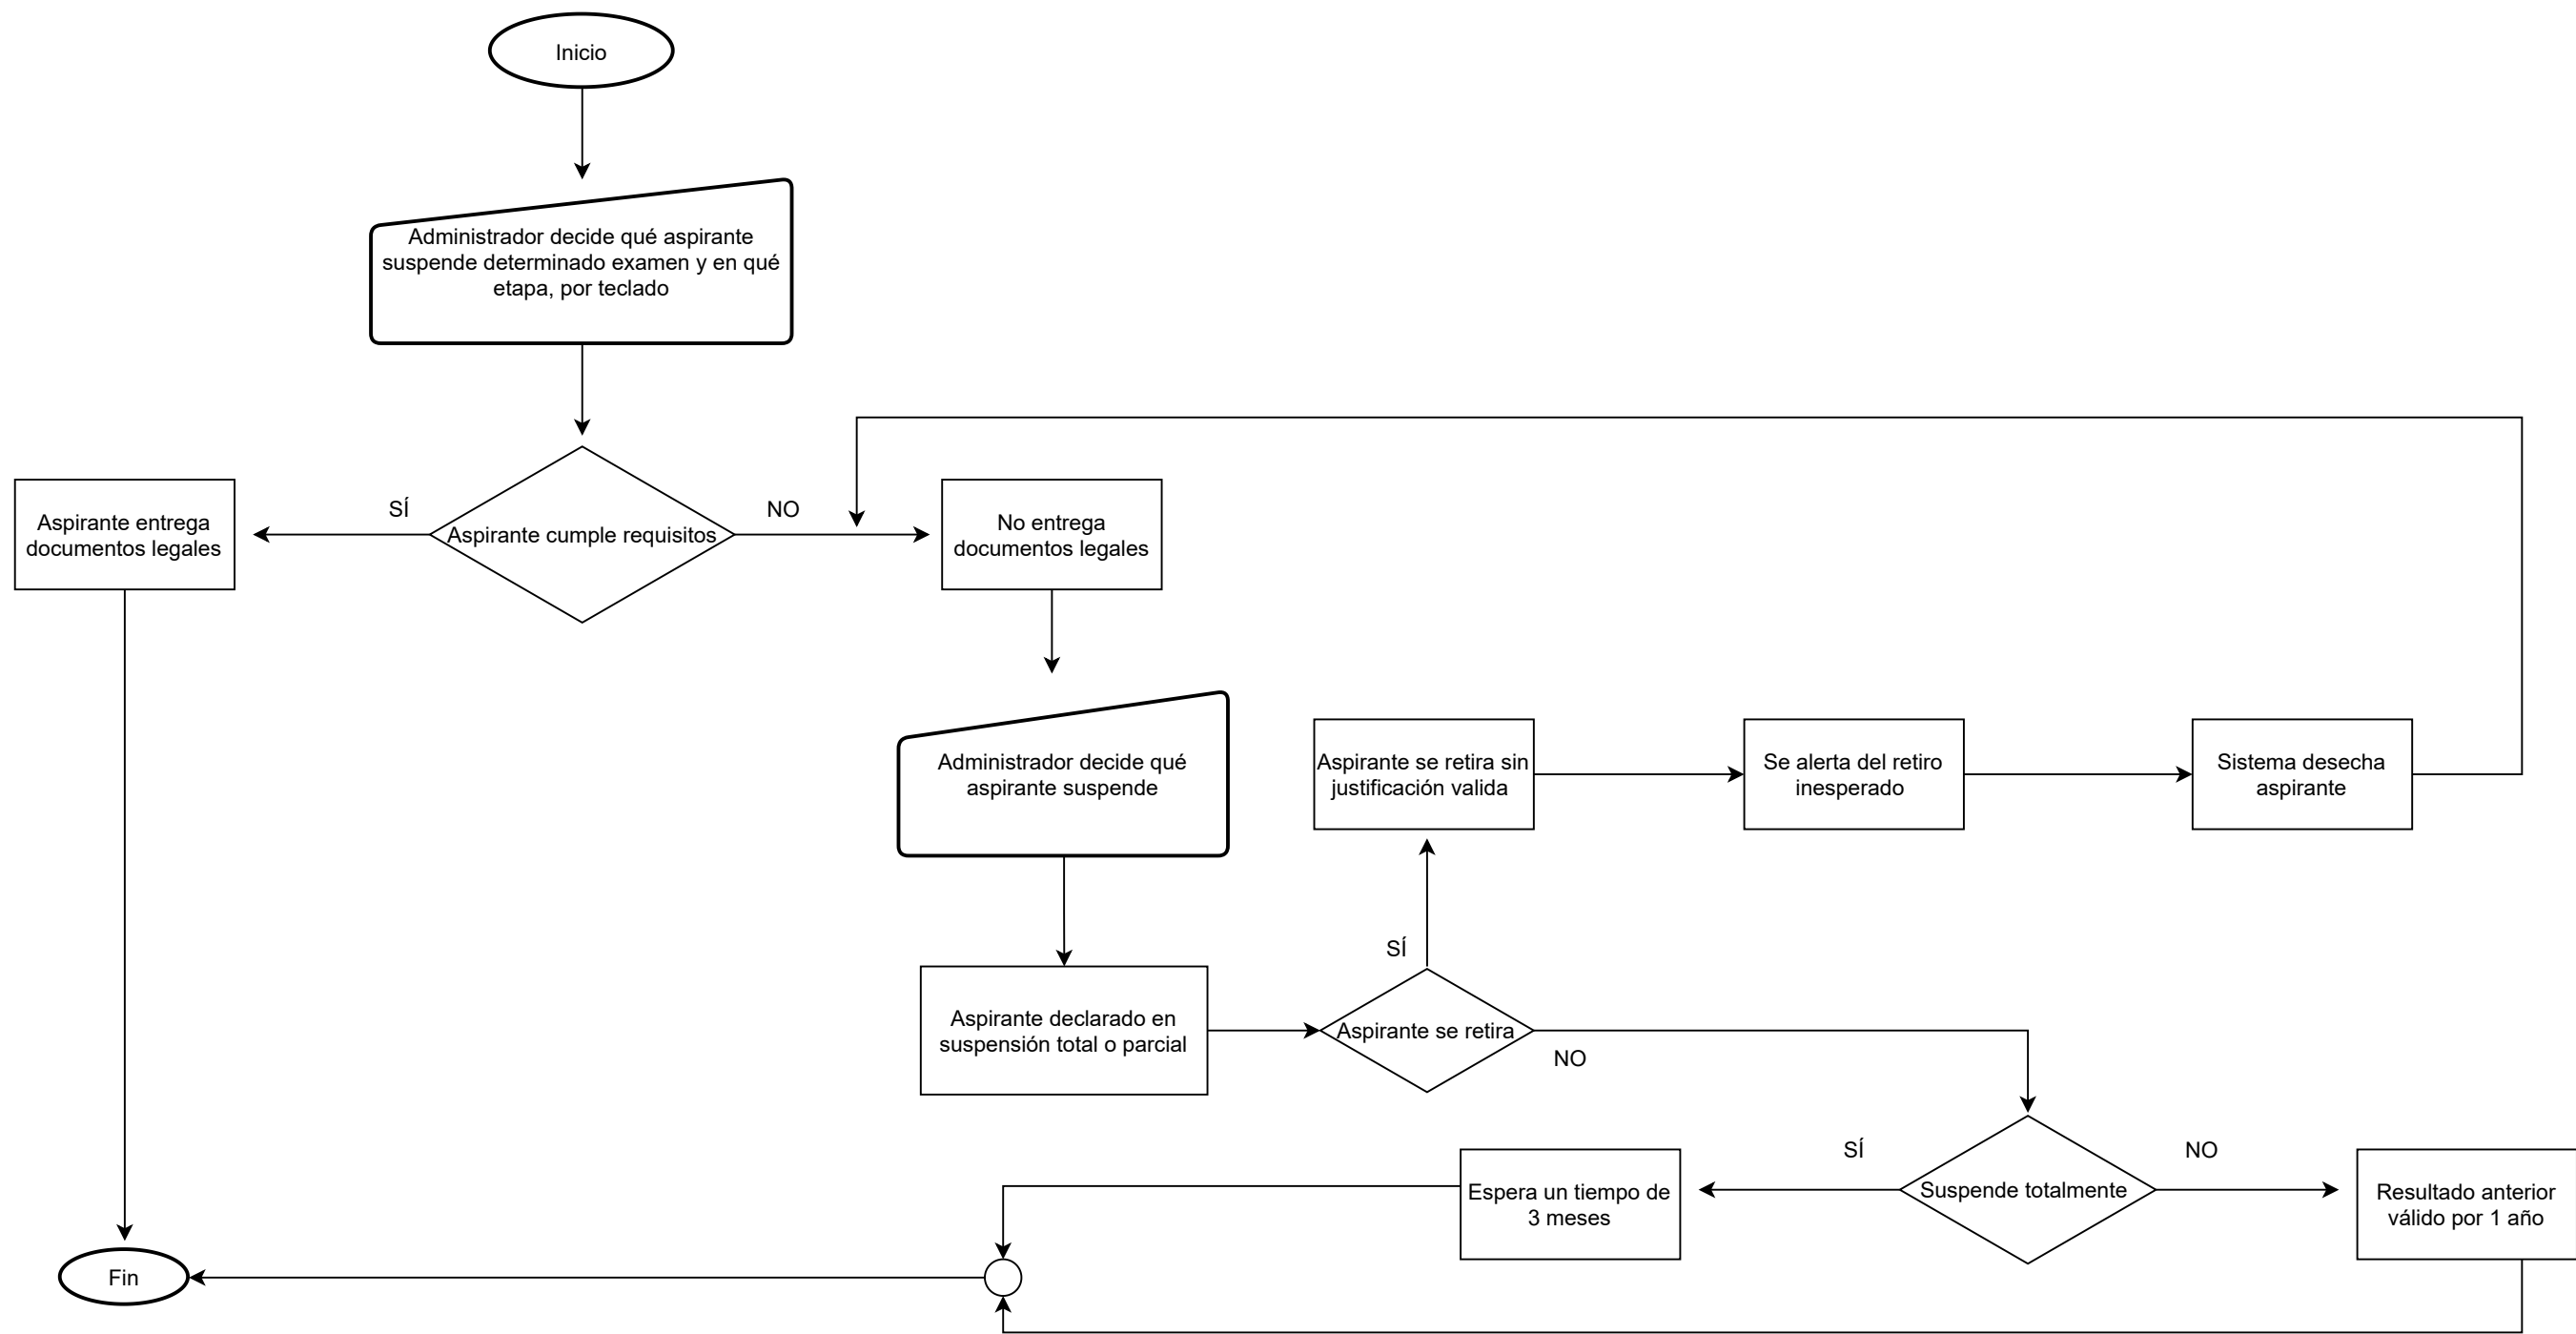 Inicio
Administrador decide qué aspirante
suspende determinado examen y en qué
etapa, por teclado
Aspirante entrega
documentos legales
SÍ
Aspirante cumple requisitos
NO
No entrega
documentos legales
Administrador decide qué
aspirante suspende
Aspirante se retira sin
justificación valida
Se alerta del retiro
inesperado
Sistema desecha
aspirante
SÍ
Aspirante declarado en
suspensión total o parcial
Aspirante se retira
NO
Espera un tiempo de
3 meses
SÍ
Suspende totalmente
NO
Resultado anterior
válido por 1 año
Fin